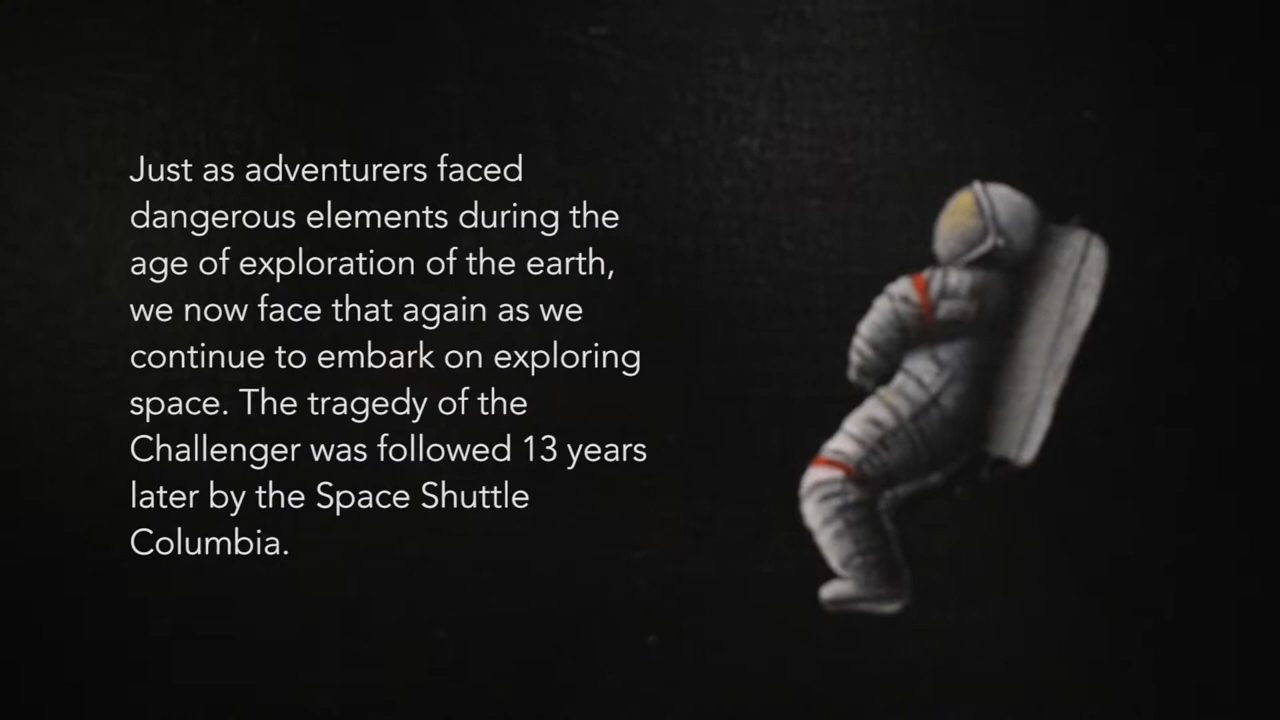 Just as adventurers faced
dangerous elements during the
age of exploration of the earth,
we now face that again as we
continue to embark on exploring
space. The tragedy of the
Challenger was followed 13 years
later by the Space Shuttle
Columbia.